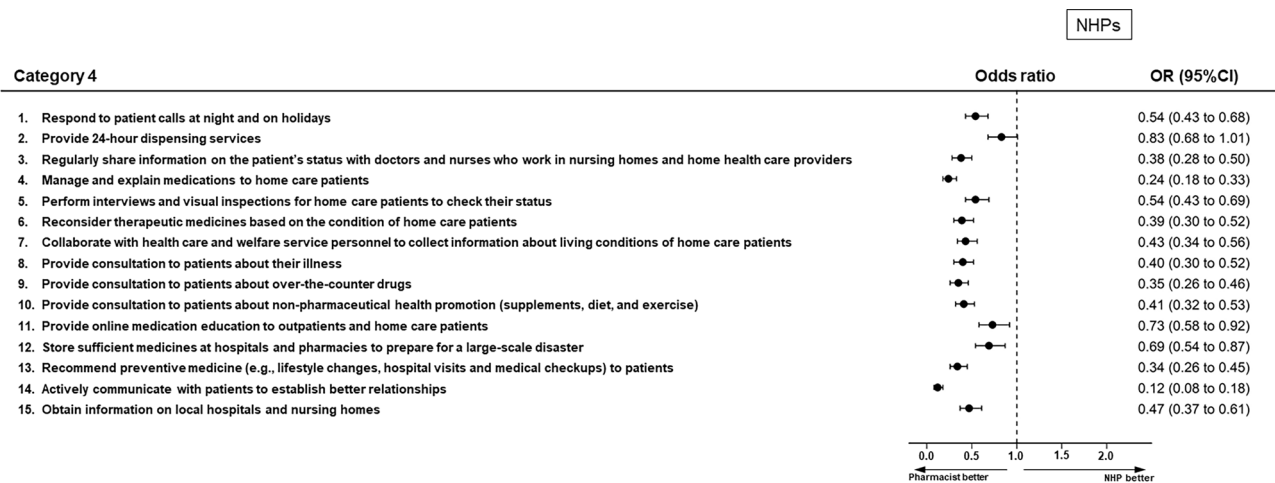 NHPs
Category 4 Odds ratio OR (95%CI)
1. Respond to patient calls at night and on holidays 0.54 (0.43 to 0.68)
2. Provide 24-hour dispensing services 0.83 (0.68 to 1.01)
3. Regularly share information on the patient's status with doctors and nurses who work in nursing homes and home health care providers 0.38 (0.28 to 0.50)
4. Manage and explain medications to home care patients 0.24 (0.18 to 0.33)
5. Perform interviews and visual inspections for home care patients to check their status 0.54 (0.43 to 0.69)
6. Reconsider therapeutic medicines based on the condition of home care patients 0.39 (0.30 to 0.52)
7. Collaborate with health care and welfare service personnel to collect information about living conditions of home care patients 0.43 (0.34 to 0.56)
8. Provide consultation to patients about their illness 0.40 (0.30 to 0.52)
9. Provide consultation to patients about over-the-counter drugs 0.35 (0.26 to 0.46)
10. Provide consultation to patients about non-pharmaceutical health promotion (supplements, diet, and exercise) 0.41 (0.32 to 0.53)
11. Provide online medication education to outpatients and home care patients 0.73 (0.58 to 0.92)
12. Store sufficient medicines at hospitals and pharmacies to prepare for a large-scale disaster 0.69 (0.54 to 0.87)
13. Recommend preventive medicine (e.g., lifestyle changes, hospital visits and medical checkups) to patients 0.34 (0.26 to 0.45)
14. Actively communicate with patients to establish better relationships 0.12 (0.08 to 0.18)
15. Obtain information on local hospitals and nursing homes 0.47 (0.37 to 0.61)
0.0 0.5 1.0 1.5 2.0
Pharmacist better NHP better